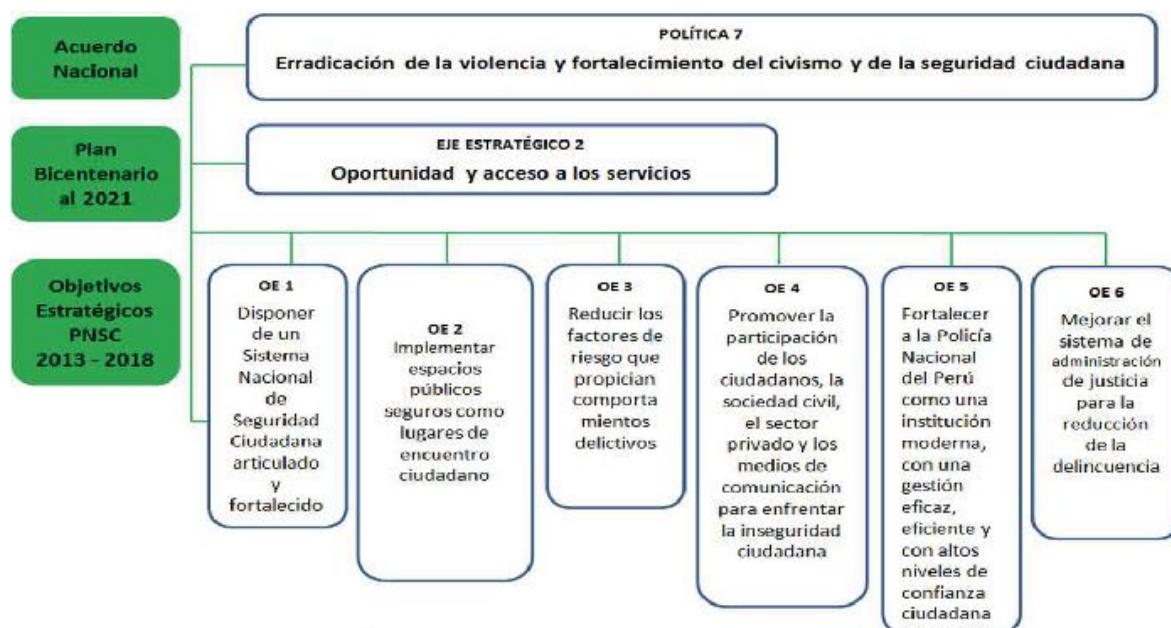 Acuerdo
Nacional
POLÍTICA 7
Erradicación de la violencia y fortalecimiento del civismo y de la seguridad ciudadana
Plan
Bicentenario
al 2021
EJE ESTRATÉGICO 2
Oportunidad y acceso a los servicios
Objetivos
Estratégicos
PNSC
2013 - 2018
OE 1
Disponer
de un
Sistema
Nacional
de
Seguridad
Ciudadana
articulado
y
fortalecido
OE 2
Implementar
espacios
públicos
seguros como
lugares de
encuentro
ciudadano
OE 3
Reducir los
factores de
riesgo que
propician
comporta
mientos
delictivos
OE 4
Promover la
participación
de los
ciudadanos, la
sociedad civil,
el sector
privado y los
medios de
comunicación
para enfrentar
la inseguridad
ciudadana
OE 5
Fortalecer
a la Policía
Nacional
del Perú
como una
institución
moderna,
con una
gestión
eficaz,
eficiente y
con altos
niveles de
confianza
ciudadana
OE 6
Mejorar el
sistema de
administración
de justicia
para la
reducción
de la
delincuencia